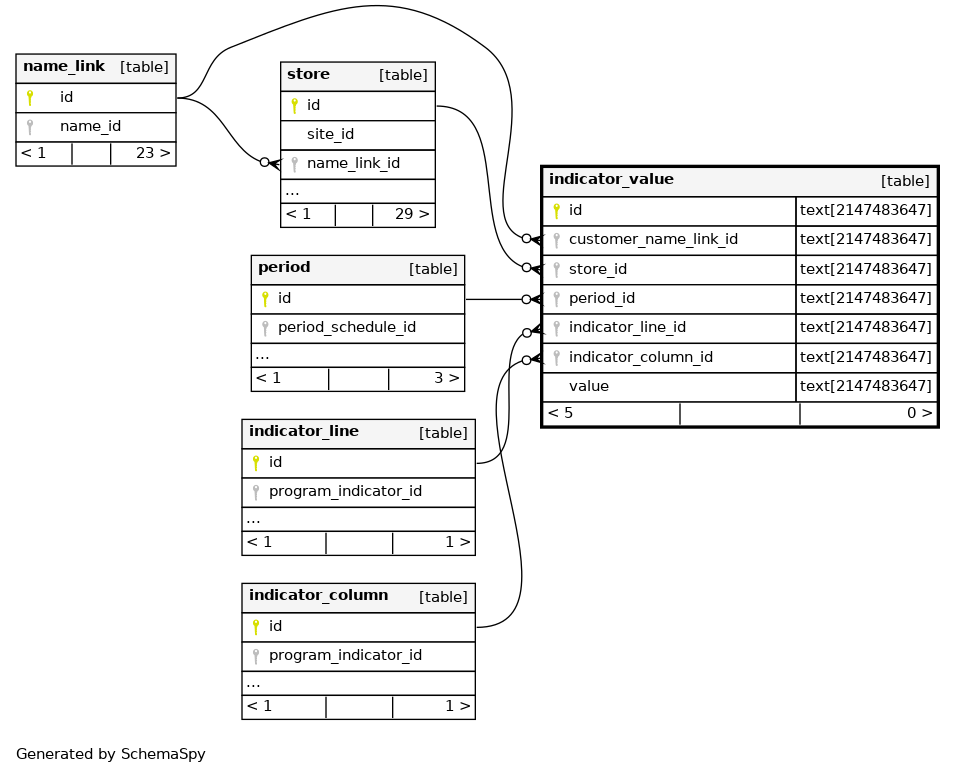 name_link [table]
id
name_id
< 1 23 >
store [table]
id
site_id
name_link_id
...
< 1 29 >
period [table]
id
period_schedule_id
...
< 1 3 >
indicator_line [table]
id
program_indicator_id
...
< 1 1 >
indicator_column [table]
id
program_indicator_id
...
< 1 1 >
indicator_value [table]
id text[2147483647]
customer_name_link_id text[2147483647]
store_id text[2147483647]
period_id text[2147483647]
indicator_line_id text[2147483647]
indicator_column_id text[2147483647]
value text[2147483647]
< 5 0 >
Generated by SchemaSpy